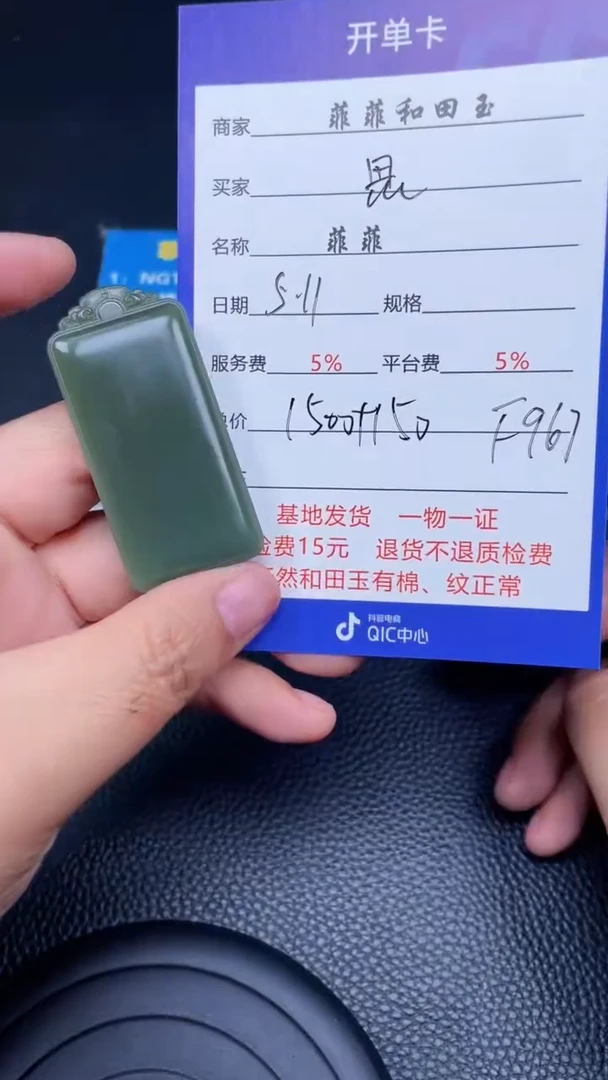 开单卡
商家 菲菲和田玉
买家
名称 菲菲
日期 5.11 规格
服务费 5% 平台费 5%
价 1500+150 F967
基地发货 一物一证
检费15元 退货不退质检费
天然和田玉有棉、纹正常
抖音电商
QIC中心
1: NGT